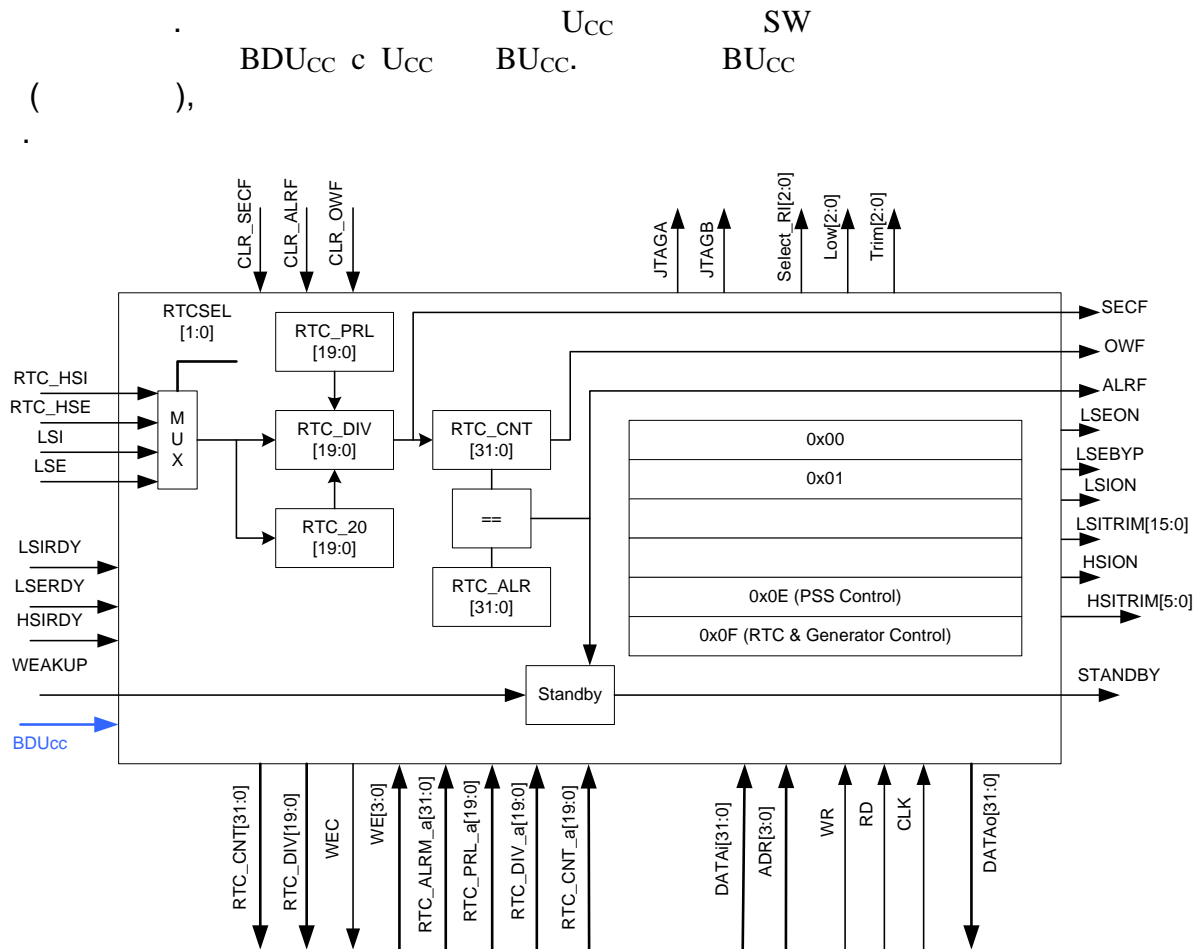 . U_CC SW
BDU_CC с U_CC BU_CC. BU_CC
( ),
.
CLR_SECF
CLR_ALRF
CLR_OWF
JTAGA
JTAGB
Select_RI[2:0]
Low[2:0]
Trim[2:0]
RTCSEL
[1:0]
RTC_PRL
[19:0]
SECF
OWF
ALRF
RTC_HSI
RTC_HSE
LSI
LSE
M
U
X
RTC_DIV
[19:0]
RTC_CNT
[31:0]
0x00
0x01
0x0E (PSS Control)
0x0F (RTC & Generator Control)
LSEON
LSEBYP
LSION
LSITRIM[15:0]
HSION
HSITRIM[5:0]
RTC_20
[19:0]
==
RTC_ALR
[31:0]
LSIRDY
LSERDY
HSIRDY
WEAKUP
Standby
STANDBY
BDUcc
RTC_CNT[31:0]
RTC_DIV[19:0]
WEC
WE[3:0]
RTC_ALRM_a[31:0]
RTC_PRL_a[19:0]
RTC_DIV_a[19:0]
RTC_CNT_a[19:0]
DATAi[31:0]
ADR[3:0]
WR
RD
CLK
DATAo[31:0]